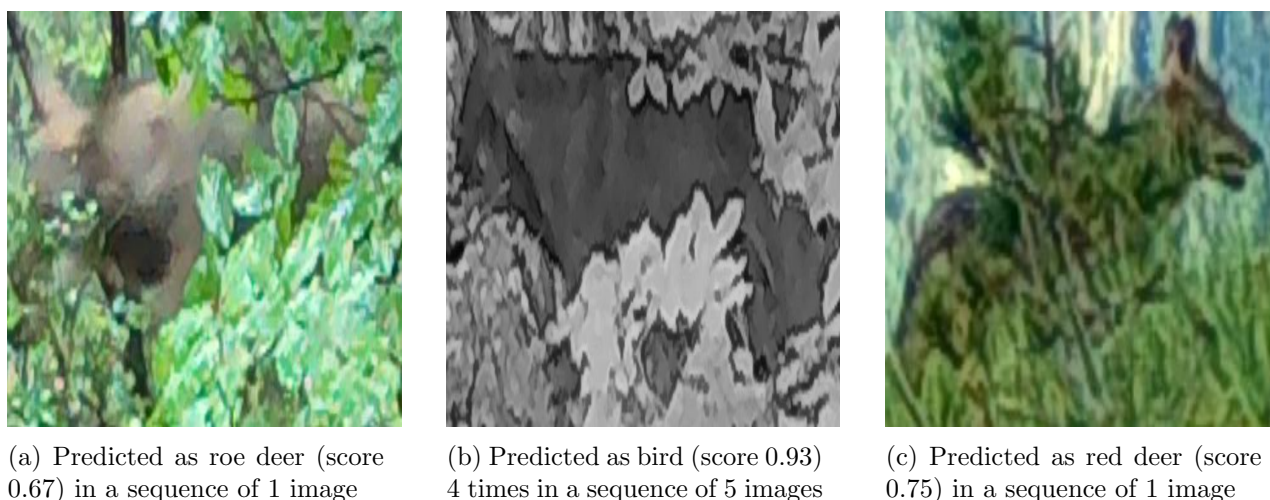 (a) Predicted as roe deer (score
0.67) in a sequence of 1 image
(b) Predicted as bird (score 0.93)
4 times in a sequence of 5 images
(c) Predicted as red deer (score
0.75) in a sequence of 1 image